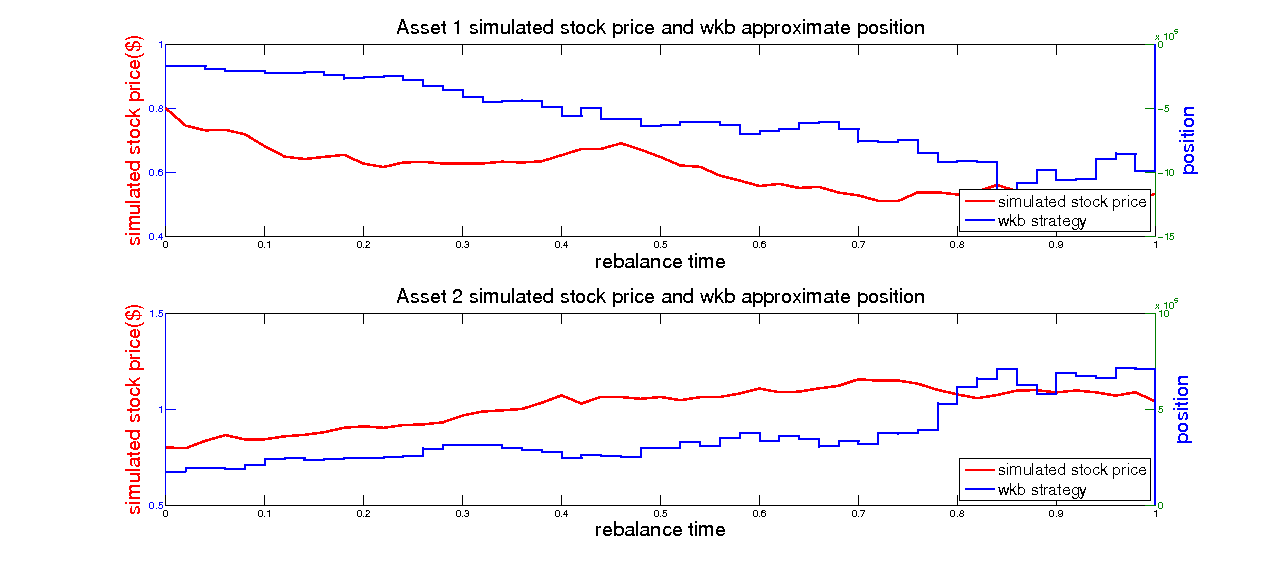 Asset 1 simulated stock price and wkb approximate position
x 10^5
simulated stock price($)
1
0.8
0.6
0.4
0
-5
-10
-15
position
simulated stock price
wkb strategy
0 0.1 0.2 0.3 0.4 0.5 0.6 0.7 0.8 0.9 1
rebalance time
Asset 2 simulated stock price and wkb approximate position
x 10^5
simulated stock price($)
1.5
1
0.5
10
5
0
position
simulated stock price
wkb strategy
0 0.1 0.2 0.3 0.4 0.5 0.6 0.7 0.8 0.9 1
rebalance time